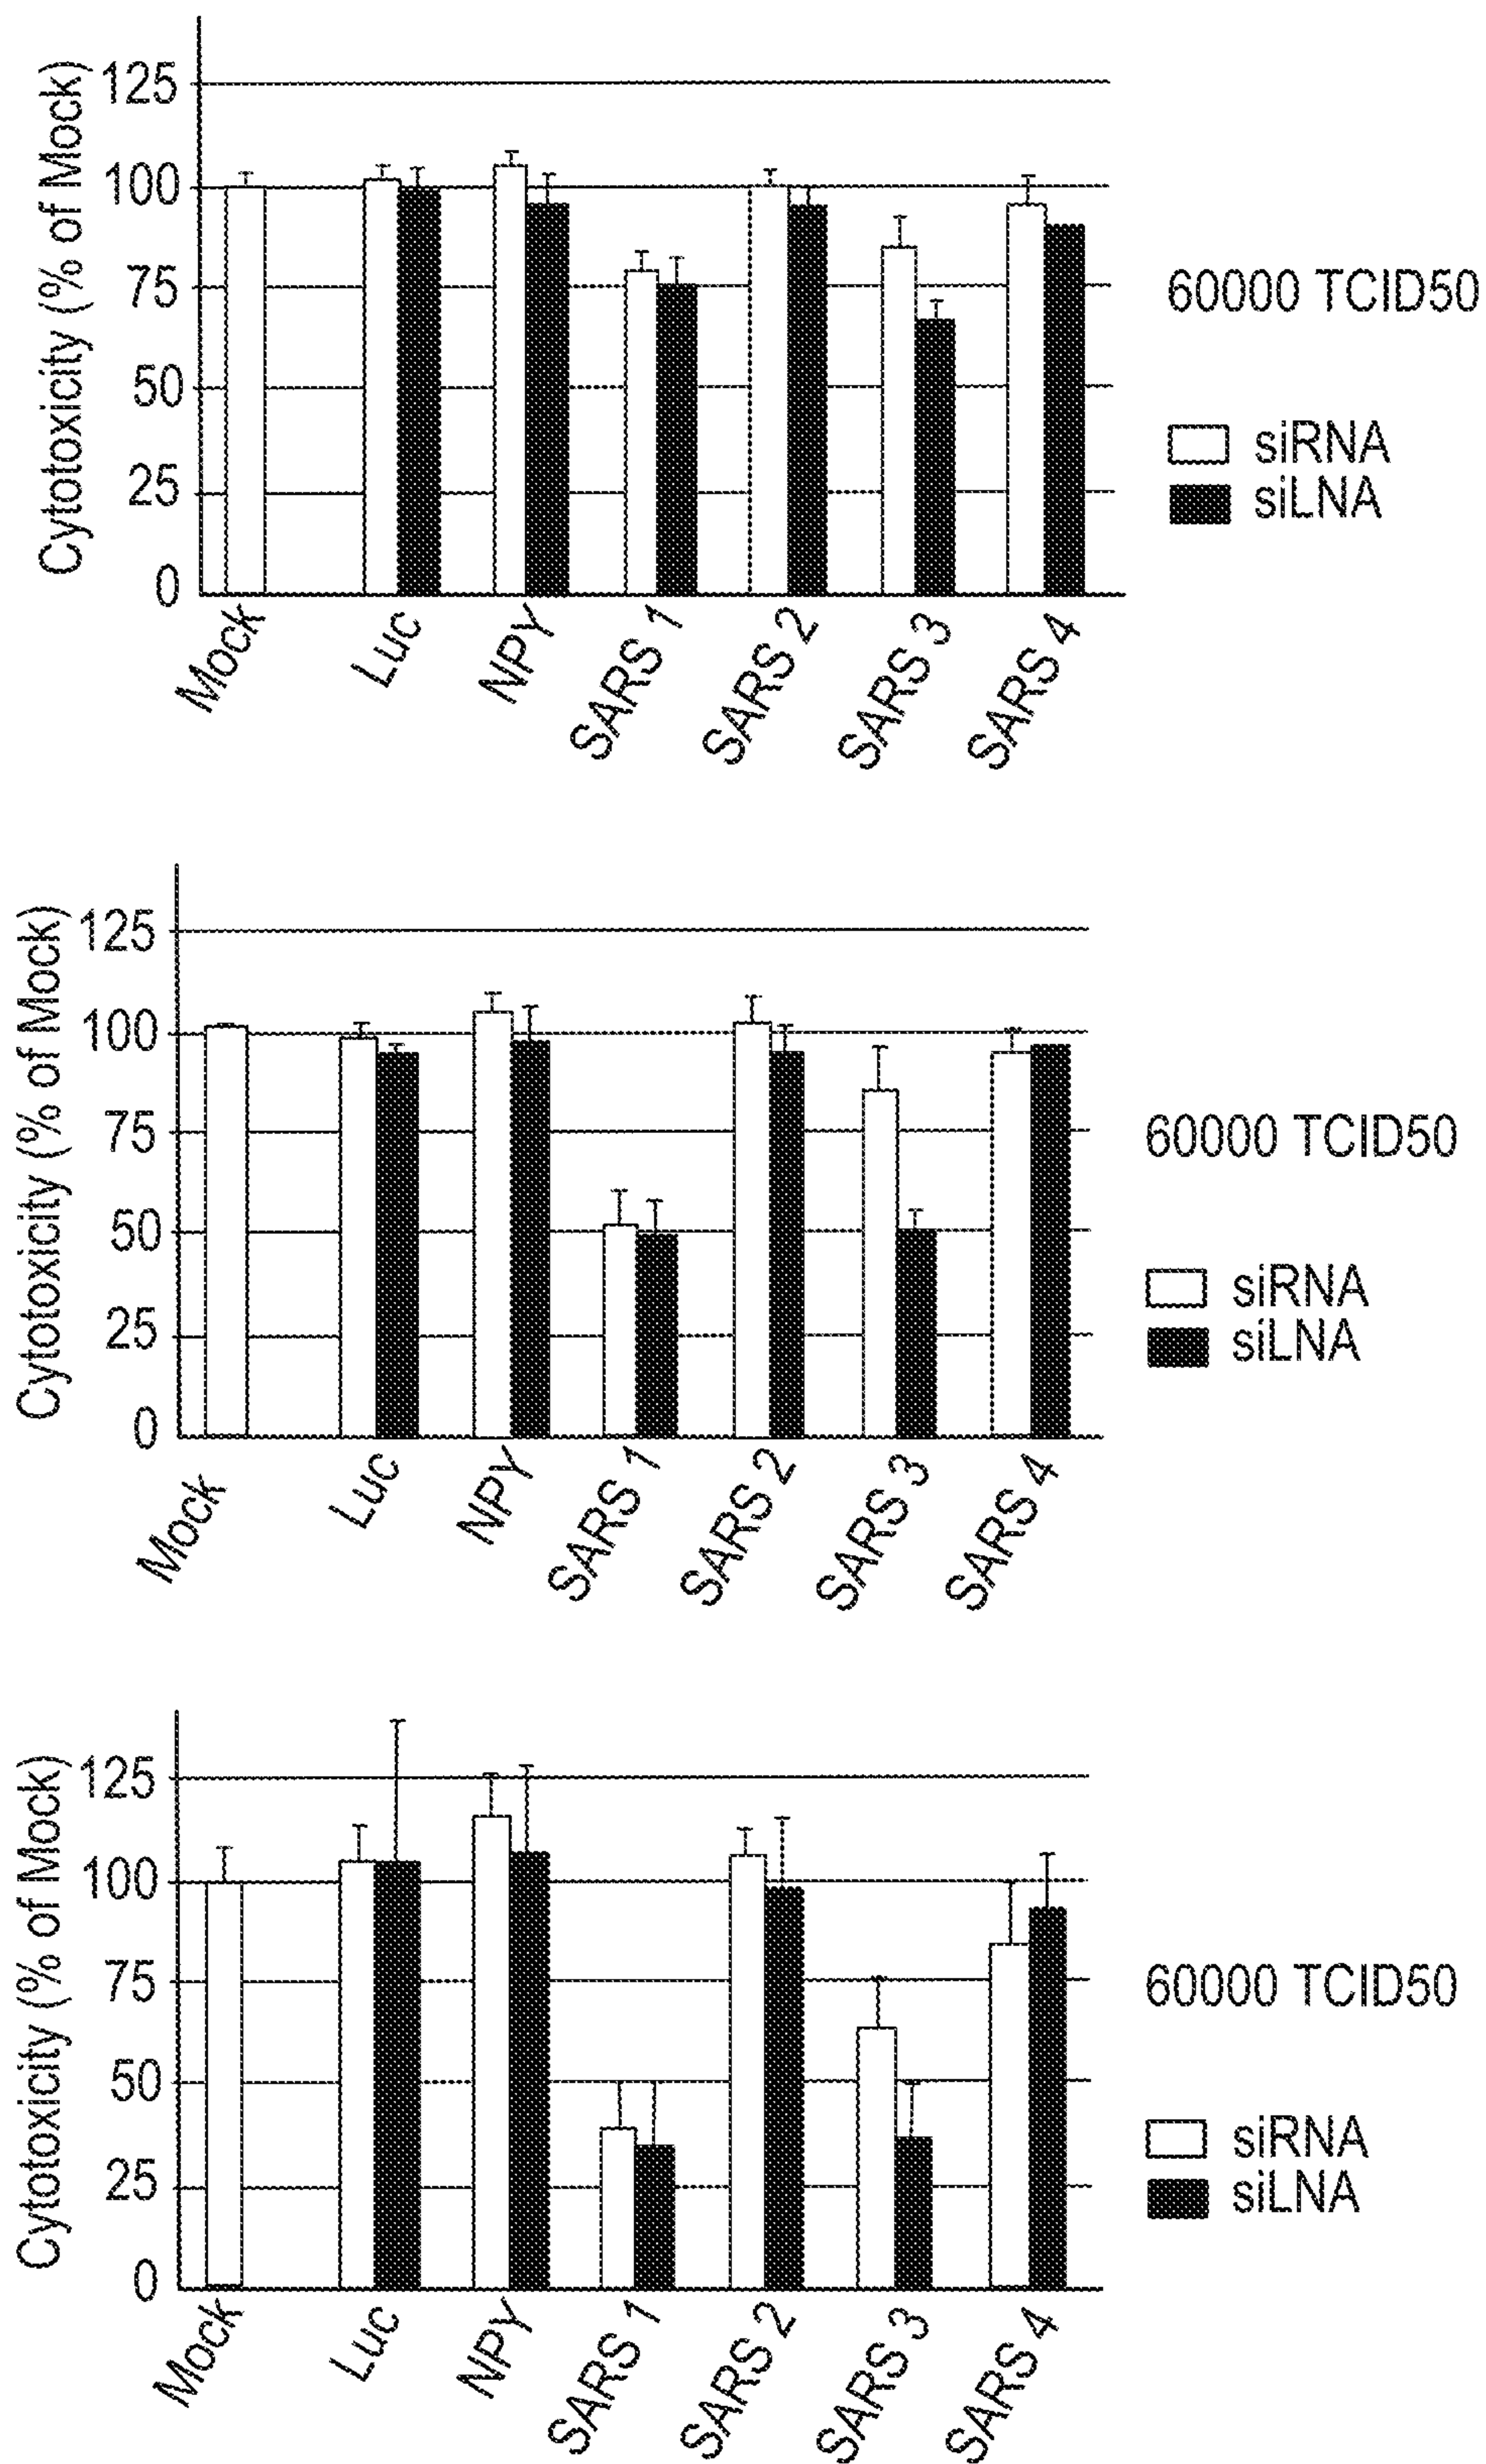 Cytotoxicity (% of Mock)
125
100
75
50
25
0
Mock
Luc
NPY
SARS 1
SARS 2
SARS 3
SARS 4
60000 TCID50
siRNA
siLNA
Cytotoxicity (% of Mock)
125
100
75
50
25
0
Mock
Luc
NPY
SARS 1
SARS 2
SARS 3
SARS 4
60000 TCID50
siRNA
siLNA
Cytotoxicity (% of Mock)
125
100
75
50
25
0
Mock
Luc
NPY
SARS 1
SARS 2
SARS 3
SARS 4
60000 TCID50
siRNA
siLNA